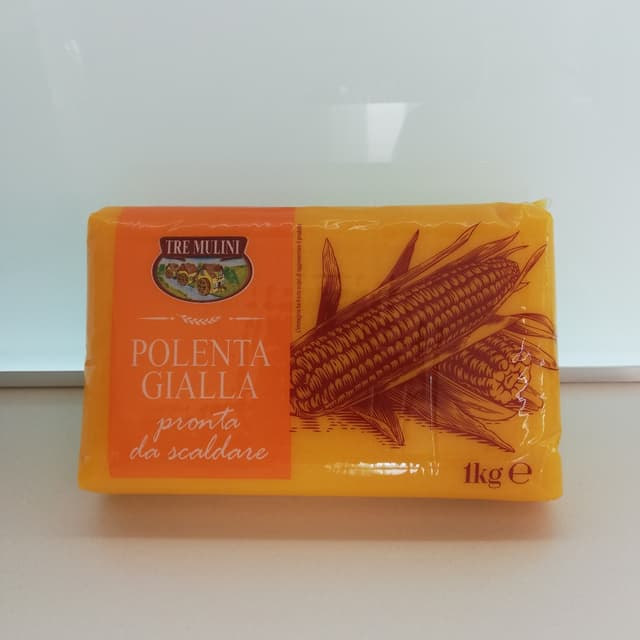 TRE MULINI
POLENTA
GIALLA
pronta
da scaldare
1kg e